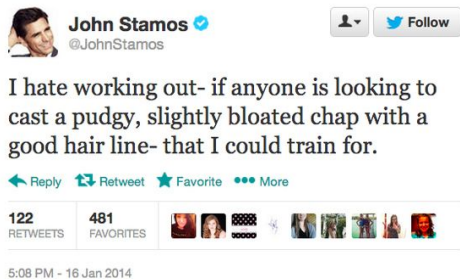 John Stamos
@JohnStamos
Follow
I hate working out- if anyone is looking to
cast a pudgy, slightly bloated chap with a
good hair line- that I could train for.
Reply Retweet Favorite More
122 481
RETWEETS FAVORITES
5:08 PM - 16 Jan 2014